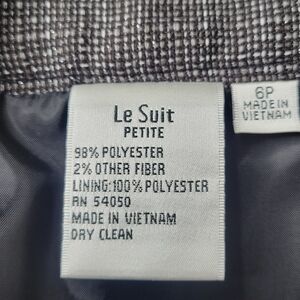 Le Suit
PETITE
98% POLYESTER
2% OTHER FIBER
LINING:100% POLYESTER
RN 54050
MADE IN VIETNAM
DRY CLEAN
6P
MADE IN
VIETNAM